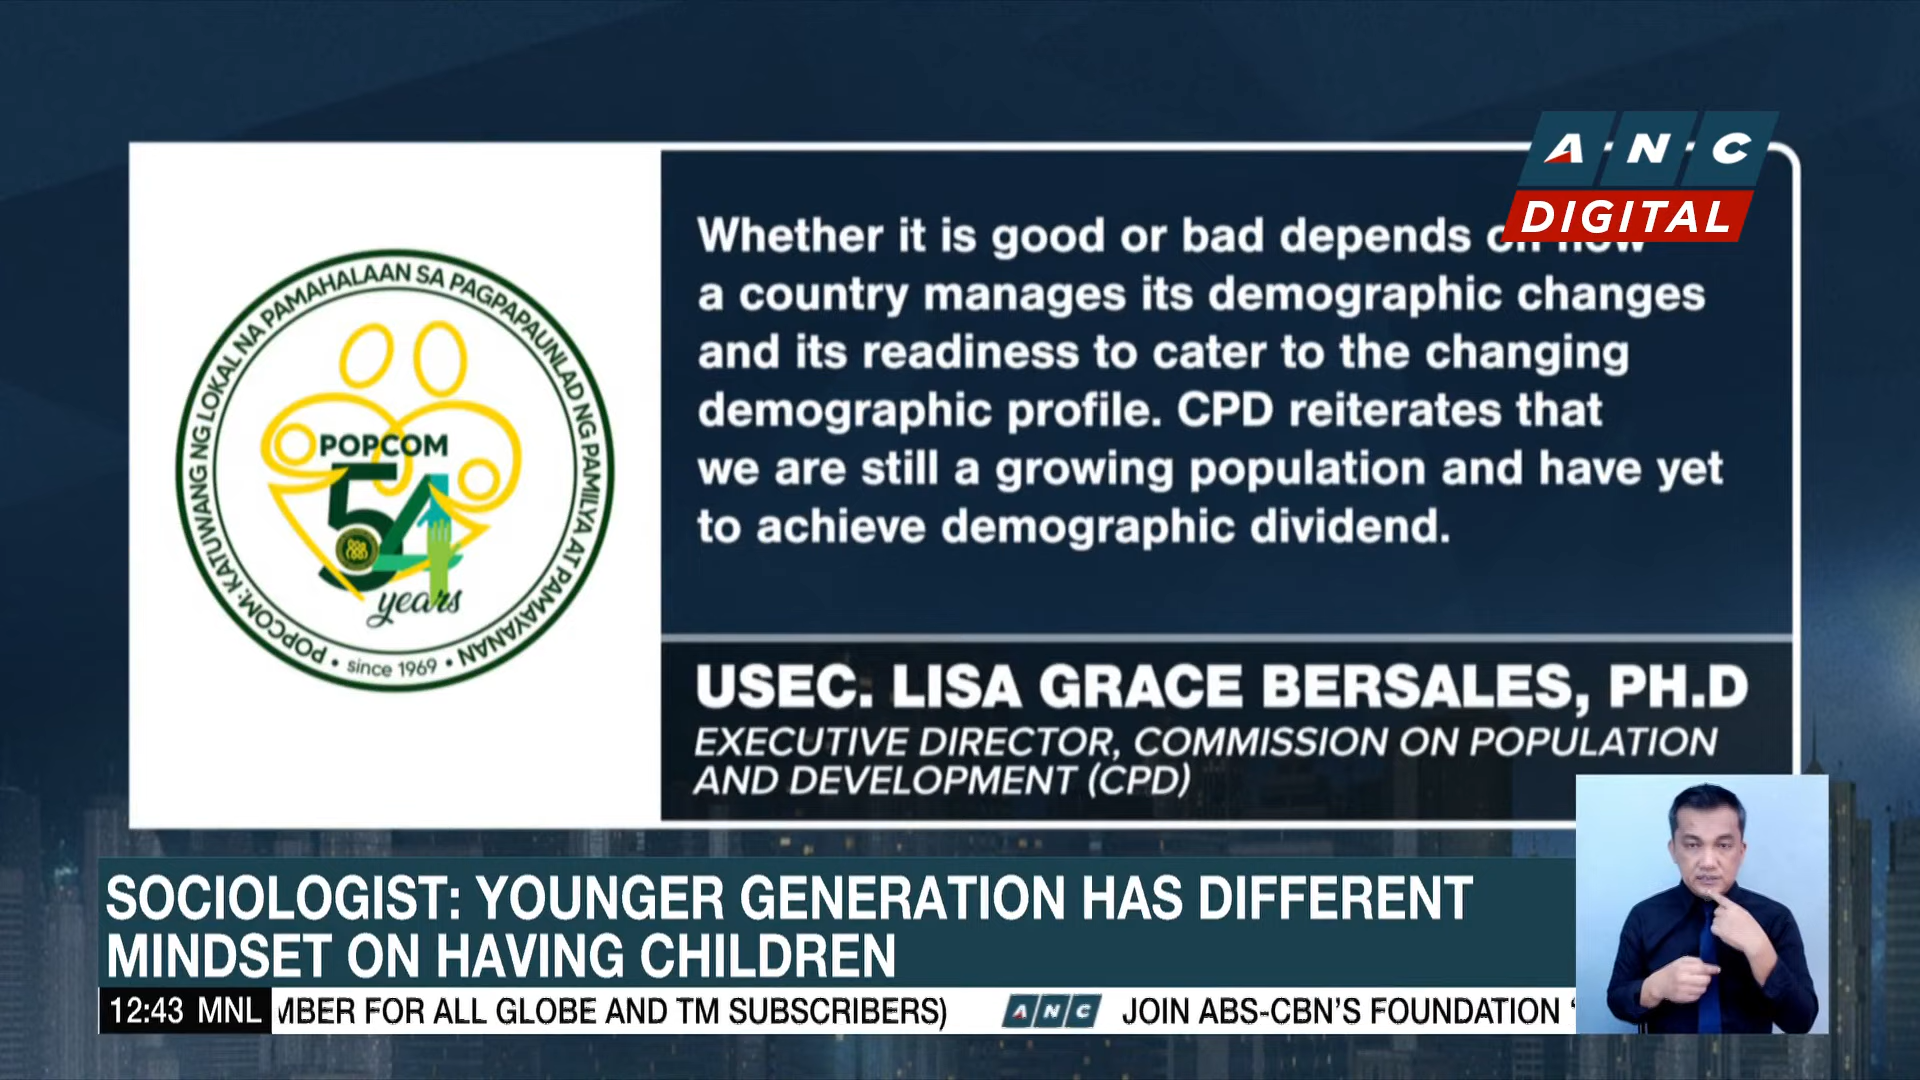 A N C
DIGITAL
Whether it is good or bad depends on how
a country manages its demographic changes
and its readiness to cater to the changing
demographic profile. CPD reiterates that
we are still a growing population and have yet
to achieve demographic dividend.
POPCOM: KATUWANG NG LOKAL NA PAMAHALAAN SA PAGPAPAUNLAD NG PAMILYA AT PAMAYANAN
POPCOM
54
years
• since 1969 •
USEC. LISA GRACE BERSALES, PH.D
EXECUTIVE DIRECTOR, COMMISSION ON POPULATION
AND DEVELOPMENT (CPD)
SOCIOLOGIST: YOUNGER GENERATION HAS DIFFERENT
MINDSET ON HAVING CHILDREN
12:43 MNL MBER FOR ALL GLOBE AND TM SUBSCRIBERS) ANC JOIN ABS-CBN'S FOUNDATION '